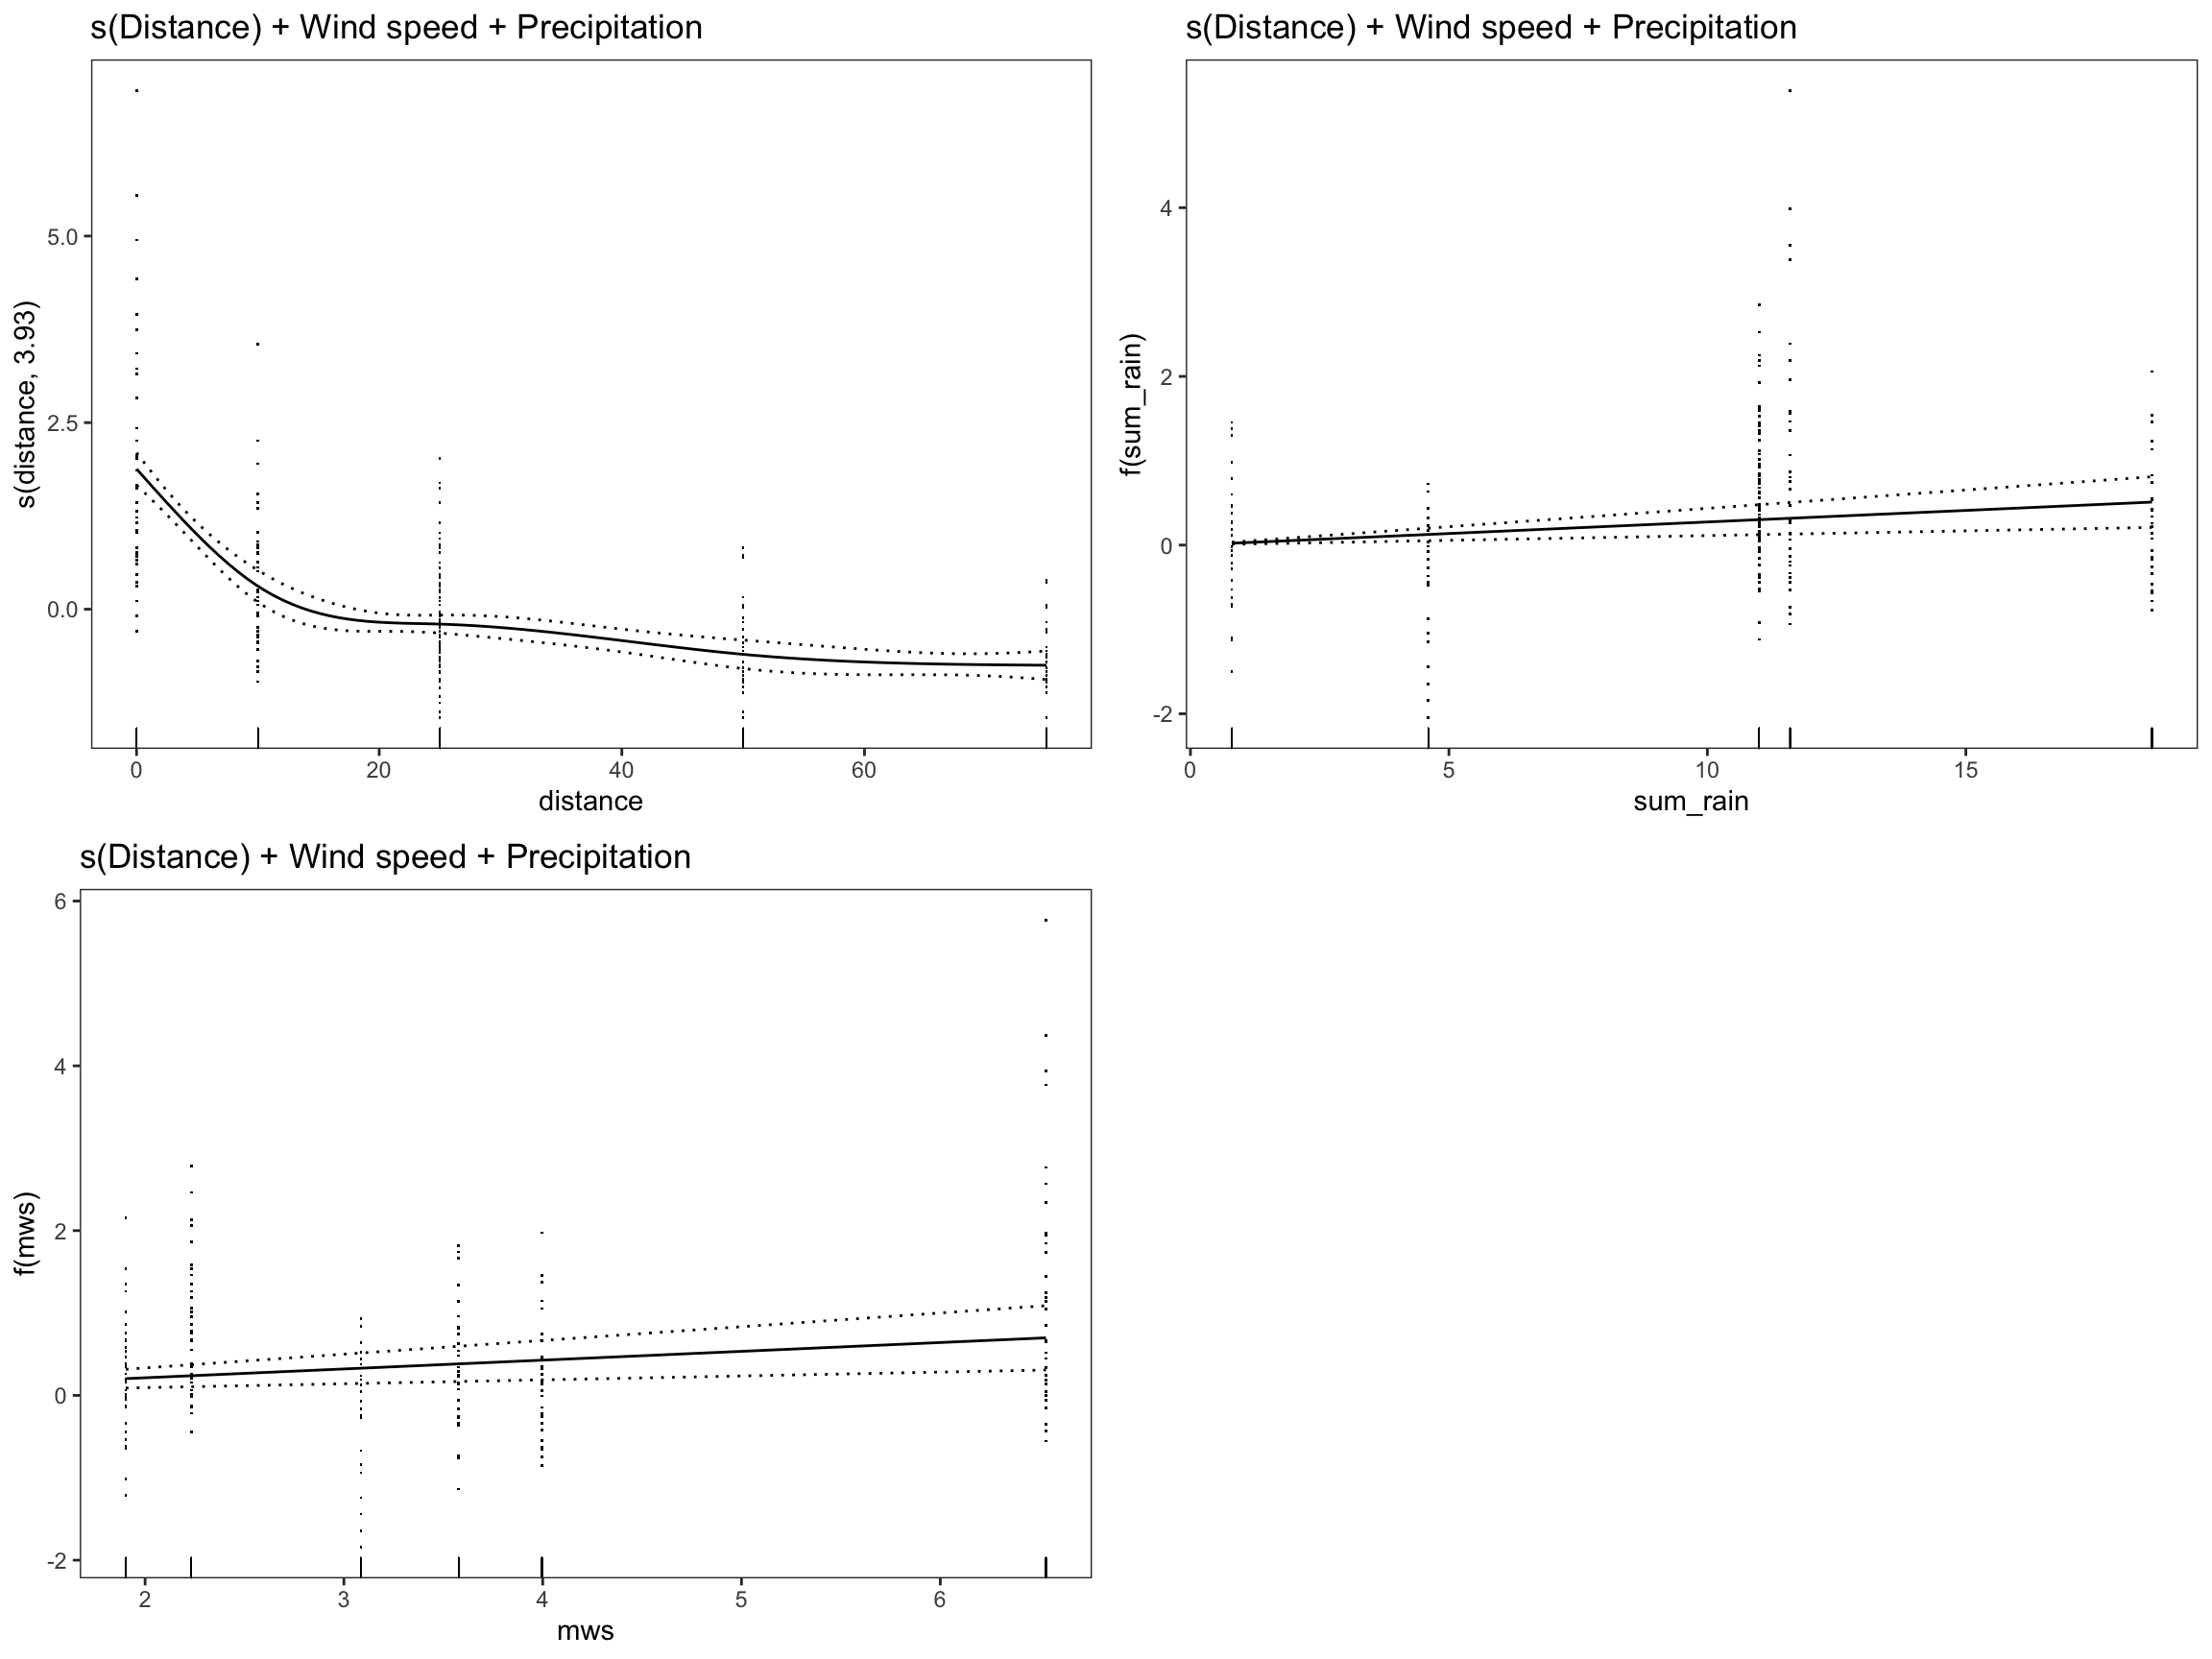 s(Distance) + Wind speed + Precipitation
s(distance, 3.93)
5.0
2.5
0.0
0 20 40 60
distance
s(Distance) + Wind speed + Precipitation
f(sum_rain)
4
2
0
-2
0 5 10 15
sum_rain
s(Distance) + Wind speed + Precipitation
f(mws)
6
4
2
0
-2
2 3 4 5 6
mws